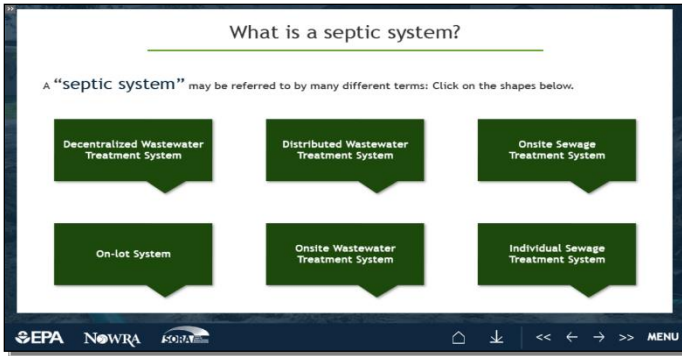 What is a septic system?
A “septic system” may be referred to by many different terms: Click on the shapes below.
Decentralized Wastewater
Treatment System
Distributed Wastewater
Treatment System
Onsite Sewage
Treatment System
On-lot System
Onsite Wastewater
Treatment System
Individual Sewage
Treatment System
EPA NOWRA SORA << >> MENU